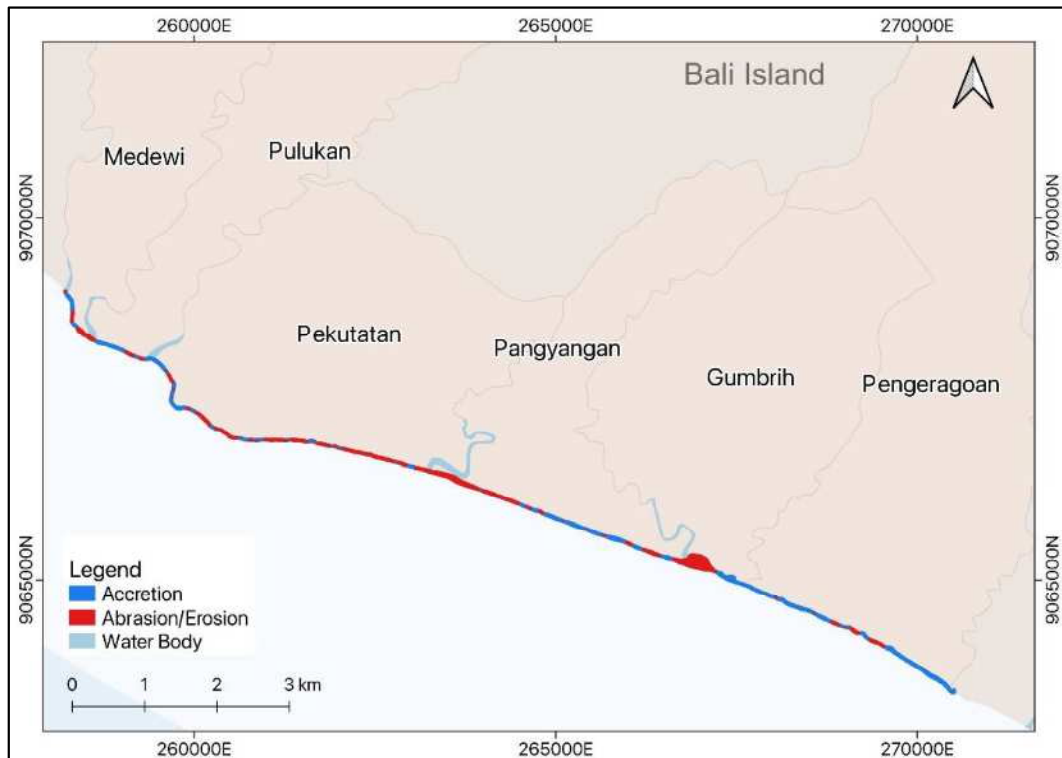 260000E
265000E
270000E
Bali Island
Medewi
Pulukan
9070000N
9070000N
Pekutatan
Pangyangan
Gumbrih
Pengeragoan
9065000N
9065000N
Legend
Accretion
Abrasion/Erosion
Water Body
0 1 2 3 km
260000E
265000E
270000E